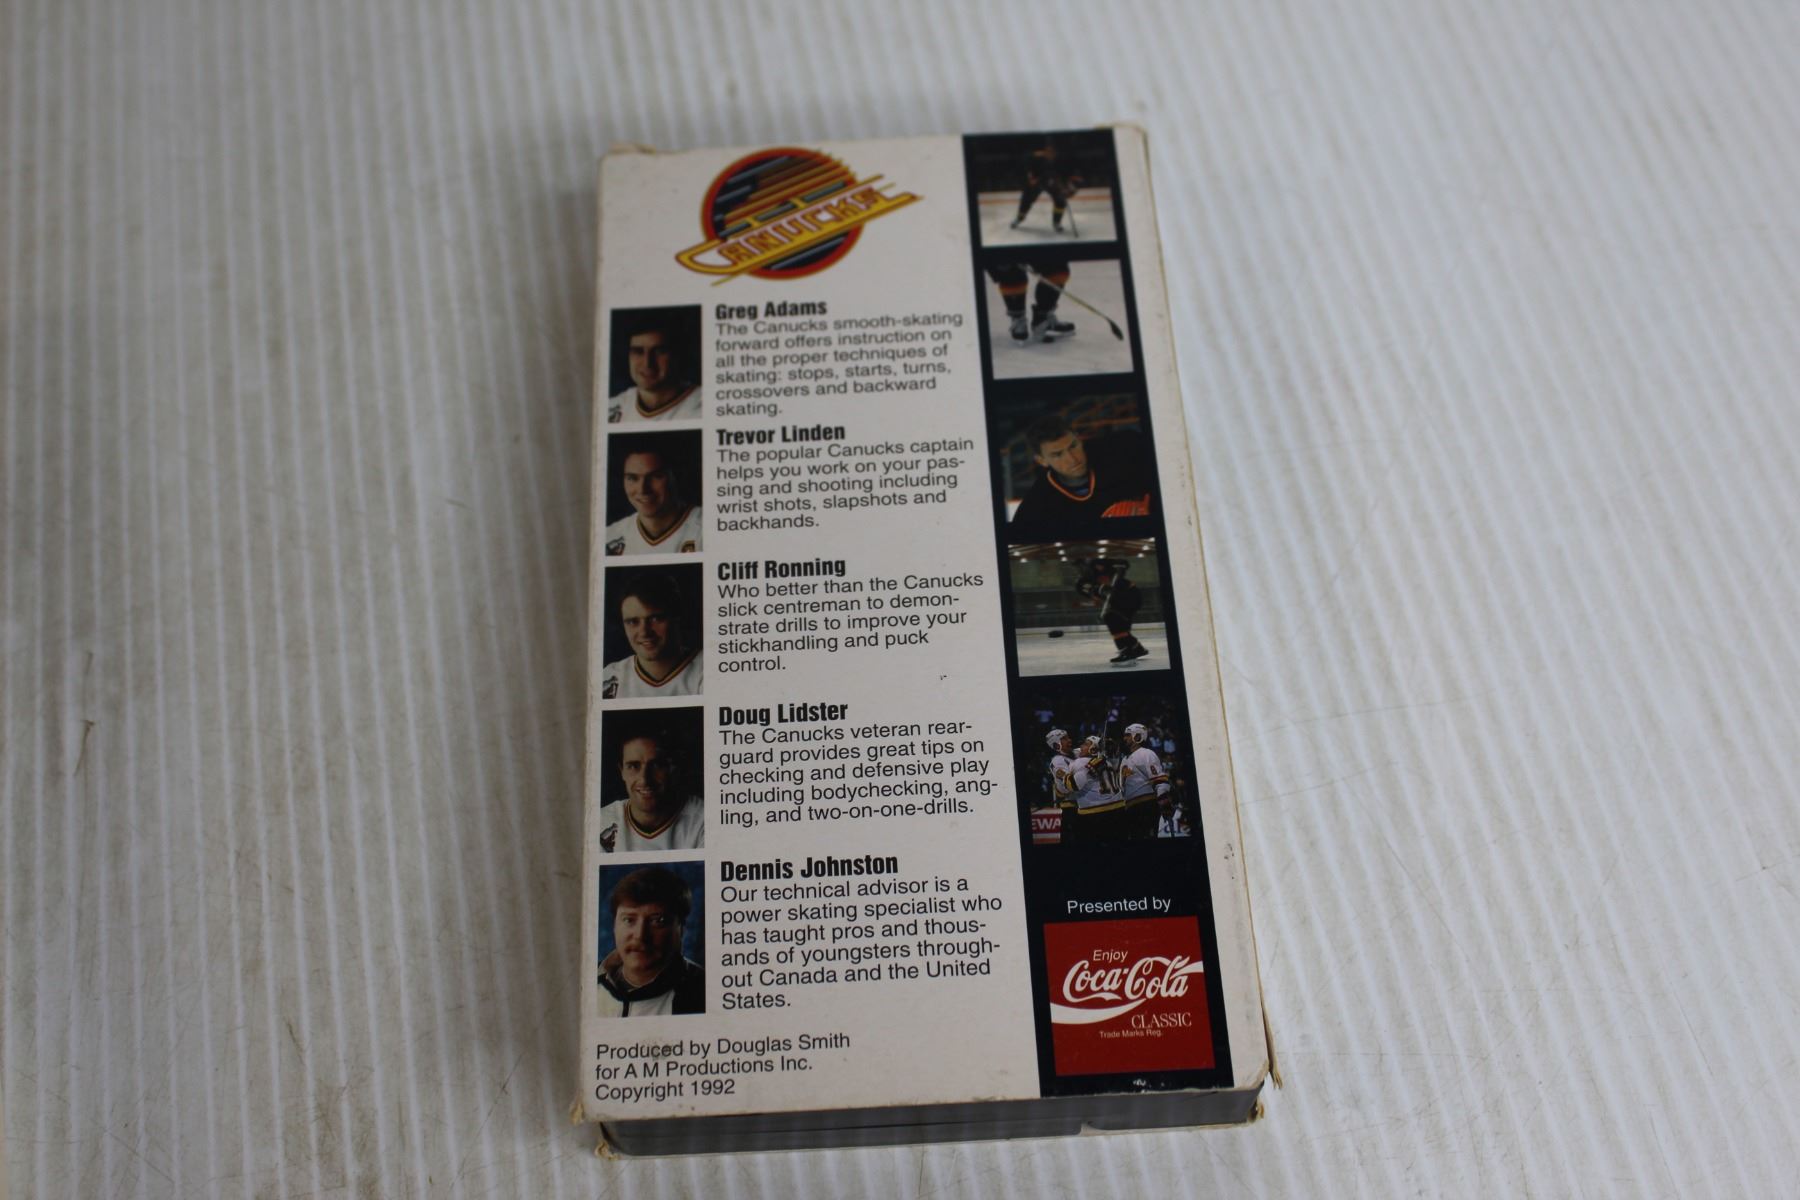 CANUCKS
Greg Adams
The Canucks smooth-skating
forward offers instruction on
all the proper techniques of
skating: stops, starts, turns,
crossovers and backward
skating.
Trevor Linden
The popular Canucks captain
helps you work on your pas-
sing and shooting including
wrist shots, slapshots and
backhands.
Cliff Ronning
Who better than the Canucks
slick centreman to demon-
strate drills to improve your
stickhandling and puck
control.
Doug Lidster
The Canucks veteran rear-
guard provides great tips on
checking and defensive play
including bodychecking, ang-
ling, and two-on-one-drills.
Dennis Johnston
Our technical advisor is a
power skating specialist who
has taught pros and thous-
ands of youngsters through-
out Canada and the United
States.
Produced by Douglas Smith
for A M Productions Inc.
Copyright 1992
Presented by
Enjoy
Coca-Cola
CLASSIC
Trade Marks Reg.